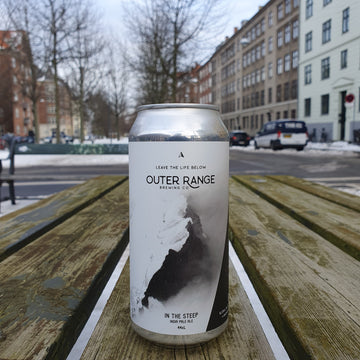 LEAVE THE LIFE BELOW
OUTER RANGE
BREWING CO.
IN THE STEEP
INDIA PALE ALE